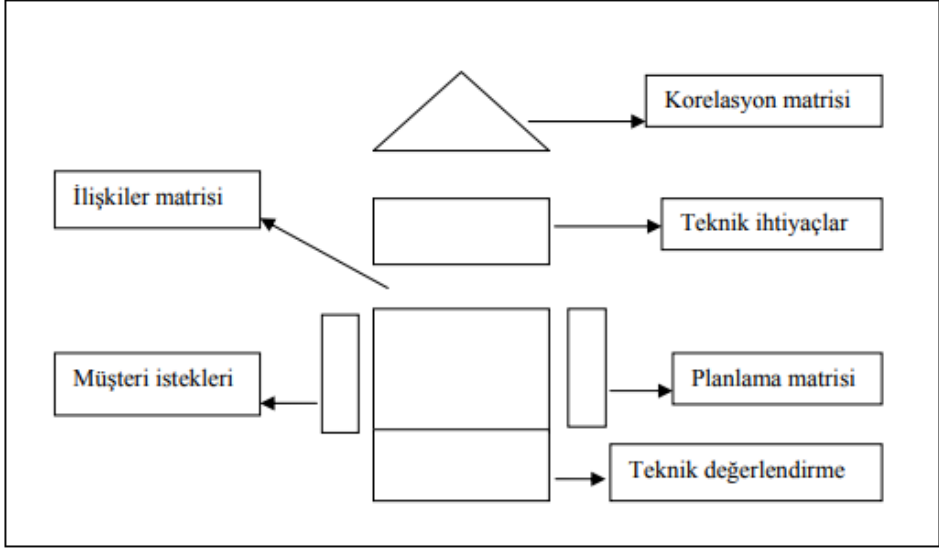 Korelasyon matrisi
İlişkiler matrisi
Teknik ihtiyaçlar
Müşteri istekleri
Planlama matrisi
Teknik değerlendirme